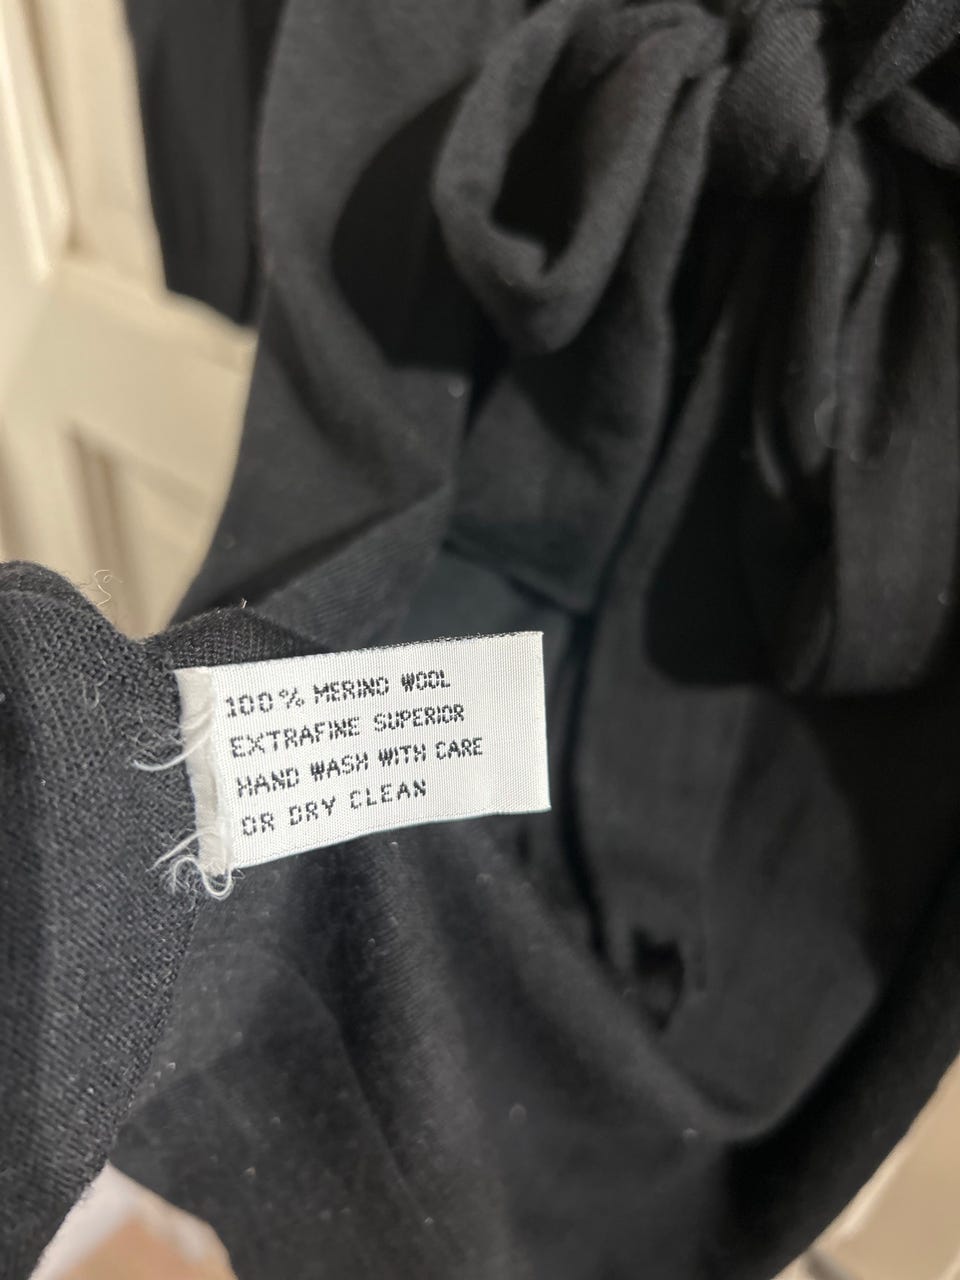 100% MERINO WOOL
EXTRAFINE SUPERIOR
HAND WASH WITH CARE
OR DRY CLEAN